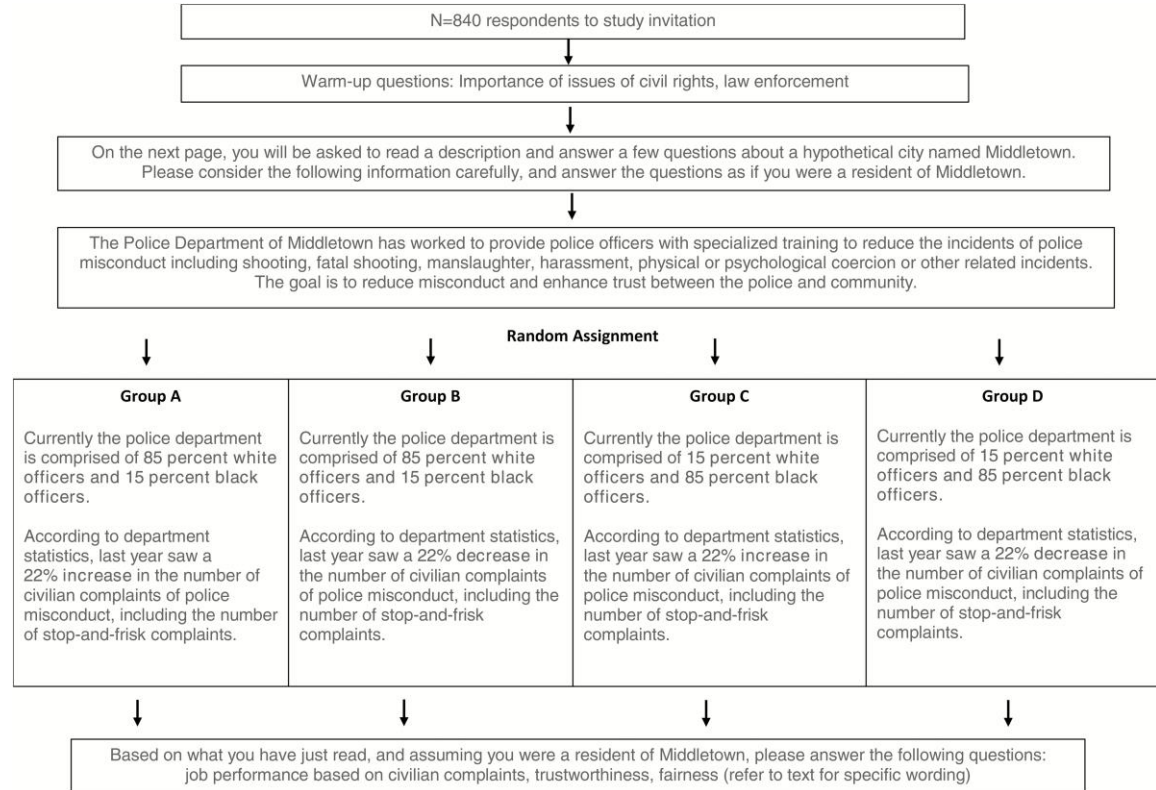 N=840 respondents to study invitation
Warm-up questions: Importance of issues of civil rights, law enforcement
On the next page, you will be asked to read a description and answer a few questions about a hypothetical city named Middletown.
Please consider the following information carefully, and answer the questions as if you were a resident of Middletown.
The Police Department of Middletown has worked to provide police officers with specialized training to reduce the incidents of police
misconduct including shooting, fatal shooting, manslaughter, harassment, physical or psychological coercion or other related incidents.
The goal is to reduce misconduct and enhance trust between the police and community.
Random Assignment
Group A
Currently the police department
is comprised of 85 percent white
officers and 15 percent black
officers.
According to department
statistics, last year saw a
22% increase in the number of
civilian complaints of police
misconduct, including the number
of stop-and-frisk complaints.
Group B
Currently the police department is
comprised of 85 percent white
officers and 15 percent black
officers.
According to department statistics,
last year saw a 22% decrease in
the number of civilian complaints
of police misconduct, including the
number of stop-and-frisk
complaints.
Group C
Currently the police department is
comprised of 15 percent white
officers and 85 percent black
officers.
According to department statistics,
last year saw a 22% increase in
the number of civilian complaints of
police misconduct, including the
number of stop-and-frisk
complaints.
Group D
Currently the police department is
comprised of 15 percent white
officers and 85 percent black
officers.
According to department statistics,
last year saw a 22% decrease in
the number of civilian complaints of
police misconduct, including the
number of stop-and-frisk
complaints.
Based on what you have just read, and assuming you were a resident of Middletown, please answer the following questions:
job performance based on civilian complaints, trustworthiness, fairness (refer to text for specific wording)